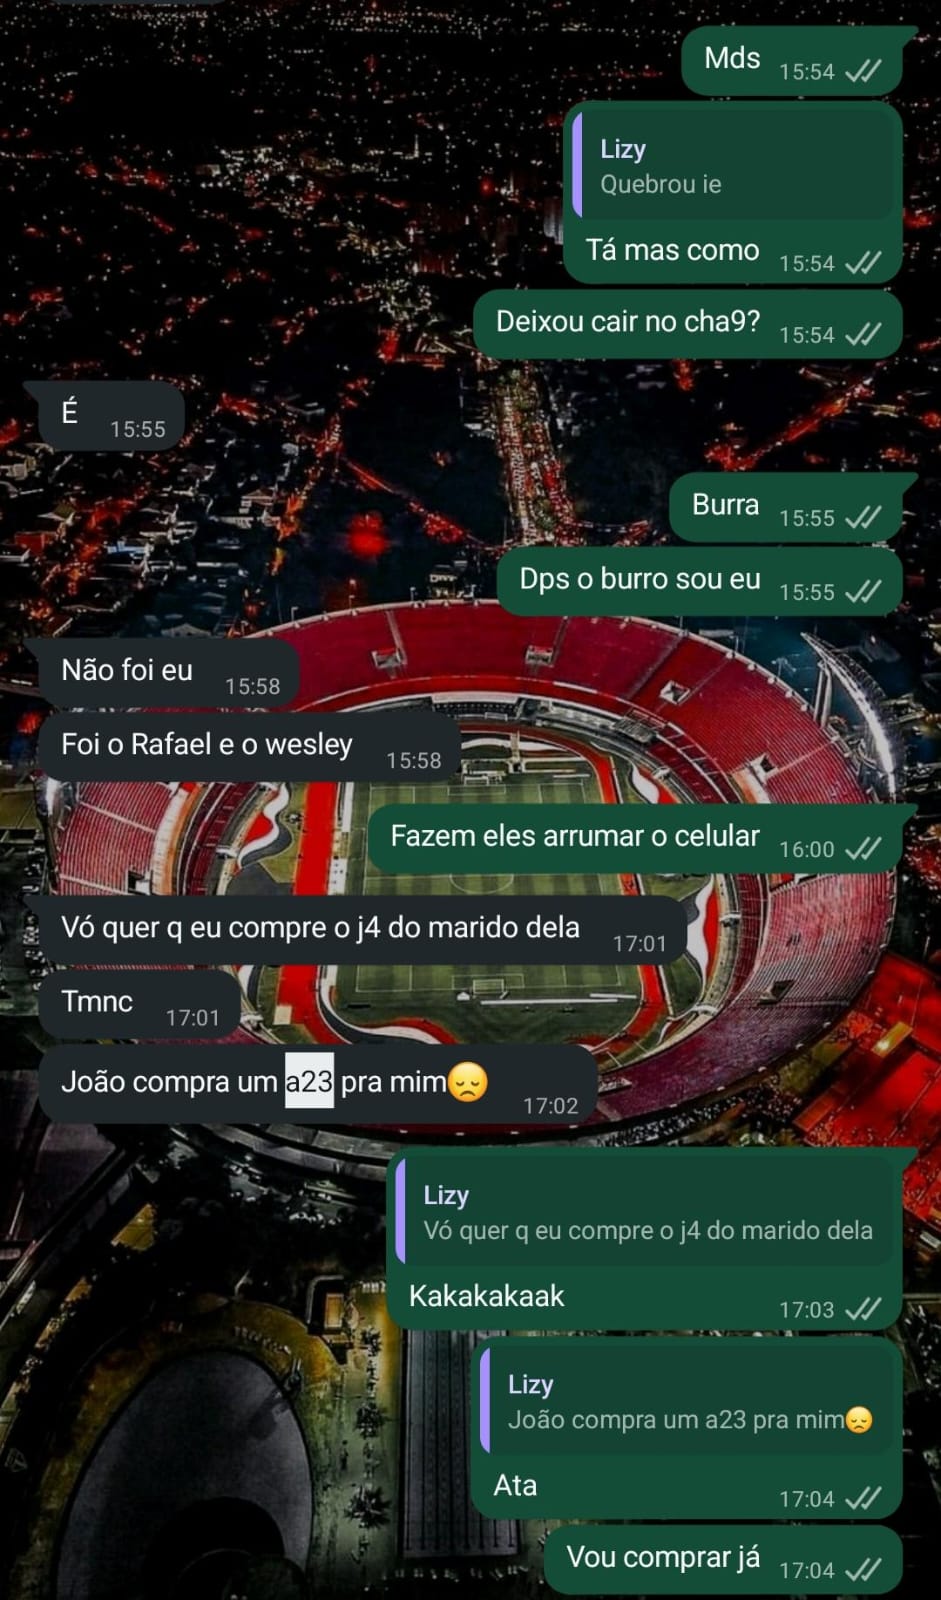 Mds 15:54
Lizy
Quebrou ie
Tá mas como 15:54
Deixou cair no cha9? 15:54
É 15:55
Burra 15:55
Dps o burro sou eu 15:55
Não foi eu 15:58
Foi o Rafael e o wesley 15:58
Fazem eles arrumar o celular 16:00
Vó quer q eu compre o j4 do marido dela 17:01
Tmnc 17:01
João compra um a23 pra mim😞 17:02
Lizy
Vó quer q eu compre o j4 do marido dela
Kakakakaak 17:03
Lizy
João compra um a23 pra mim😞
Ata 17:04
Vou comprar já 17:04